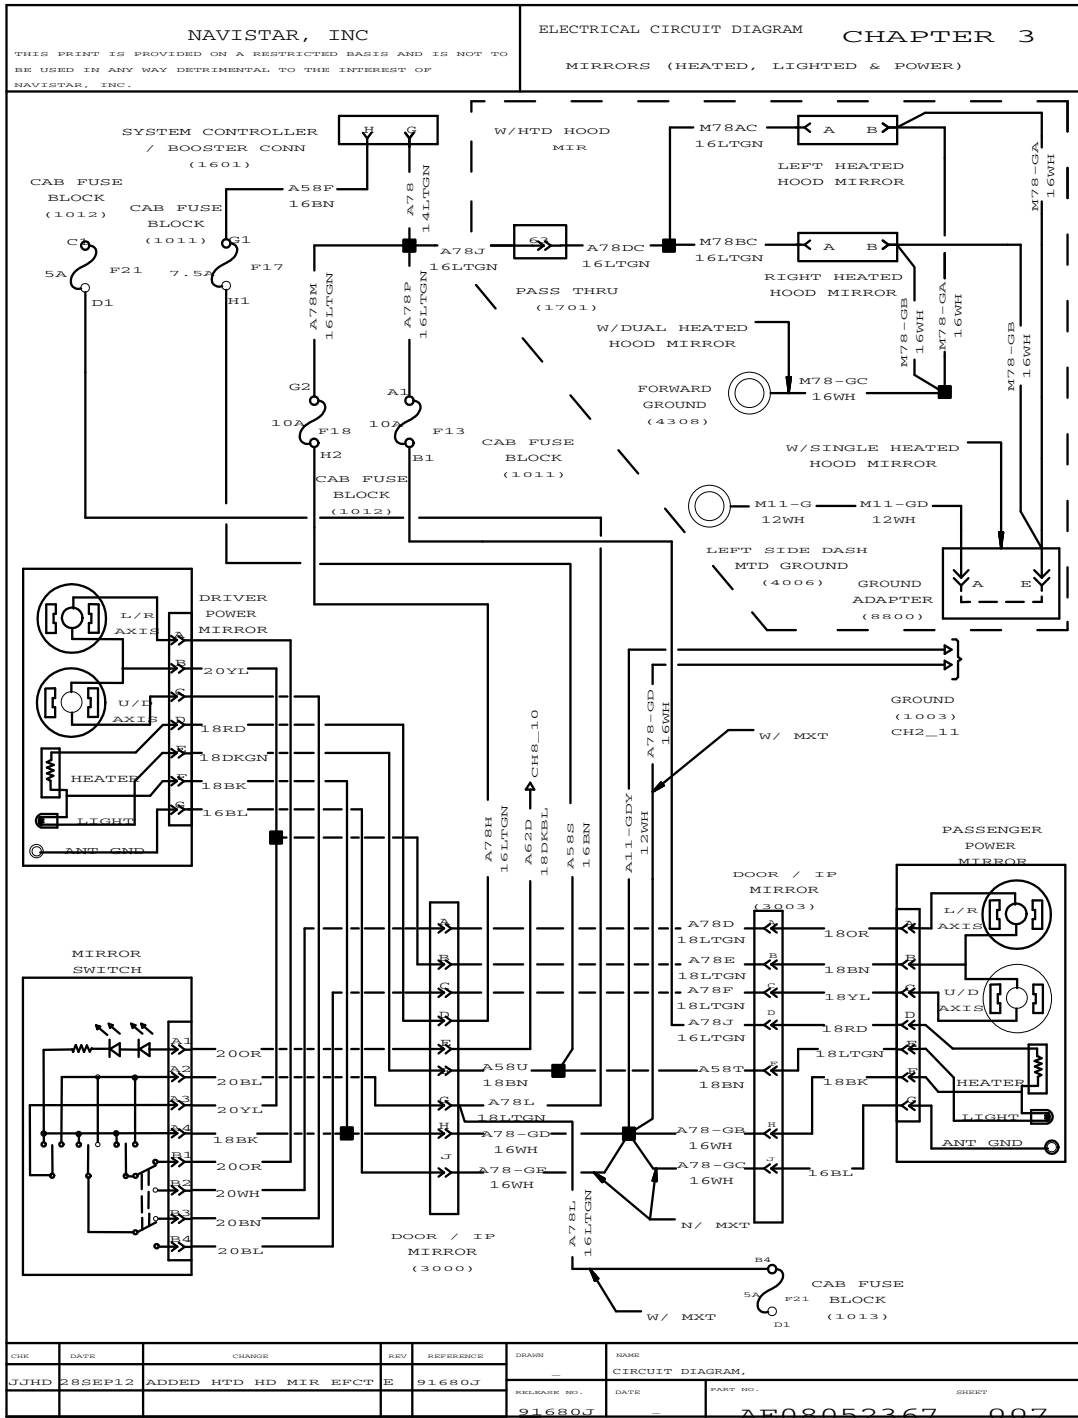 NAVISTAR, INC
THIS PRINT IS PROVIDED ON A RESTRICTED BASIS AND IS NOT TO
BE USED IN ANY WAY DETRIMENTAL TO THE INTEREST OF
NAVISTAR, INC.
ELECTRICAL CIRCUIT DIAGRAM
CHAPTER 3
MIRRORS (HEATED, LIGHTED & POWER)
SYSTEM CONTROLLER
/ BOOSTER CONN
(1601)
H G
W/HTD HOOD
MIR
M78AC
16LTGN
A B
LEFT HEATED
HOOD MIRROR
M78-GA
16WH
CAB FUSE
BLOCK
(1012)
C1
5A
F21
D1
CAB FUSE
BLOCK
(1011)
G1
7.5A
F17
H1
A58F
16BN
A78
14LTGN
A78J
16LTGN
63
PASS THRU
(1701)
A78DC
16LTGN
M78BC
16LTGN
A B
RIGHT HEATED
HOOD MIRROR
A78M
16LTGN
A78P
16LTGN
W/DUAL HEATED
HOOD MIRROR
M78-GB
16WH
M78-GA
16WH
M78-GB
16WH
FORWARD
GROUND
(4308)
M78-GC
16WH
G2
10A
F18
H2
A1
10A
F13
B1
CAB FUSE
BLOCK
(1011)
CAB FUSE
BLOCK
(1012)
W/SINGLE HEATED
HOOD MIRROR
M11-G
12WH
M11-GD
12WH
LEFT SIDE DASH
MTD GROUND
(4006)
GROUND
ADAPTER
(8800)
A E
DRIVER
POWER
MIRROR
L/R
AXIS
U/D
AXIS
HEATER
LIGHT
ANT GND
A
B
C
D
E
F
G
20YL
18RD
18DKGN
18BK
16BL
GROUND
(1003)
CH2_11
A78-GD
16WH
W/ MXT
CH8_10
A78H
16LTGN
A62D
18DKBL
A58S
16BN
A11-GDY
12WH
PASSENGER
POWER
MIRROR
DOOR / IP
MIRROR
(3003)
A78D
18LTGN
A78E
18LTGN
A78F
18LTGN
A78J
16LTGN
A58T
18BN
A78-GB
16WH
A78-GC
16WH
A
B
C
D
E
H
J
18OR
18BN
18YL
18RD
18LTGN
18BK
16BL
A
B
C
D
E
F
G
L/R
AXIS
U/D
AXIS
HEATER
LIGHT
ANT GND
MIRROR
SWITCH
A1
A2
A3
A4
B1
B2
B3
B4
20OR
20BL
20YL
18BK
20OR
20WH
20BN
20BL
A
B
C
D
E
F
G
H
J
A58U
18BN
A78L
18LTGN
A78-GD
16WH
A78-GE
16WH
DOOR / IP
MIRROR
(3000)
A78L
16LTGN
N/ MXT
W/ MXT
B4
5A
F21
D1
CAB FUSE
BLOCK
(1013)
CHK DATE CHANGE REV REFERENCE
JJHD 28SEP12 ADDED HTD HD MIR EFCT E 91680J
DRAWN
NAME
CIRCUIT DIAGRAM,
RELEASE NO.
91680J
DATE
PART NO.
SHEET